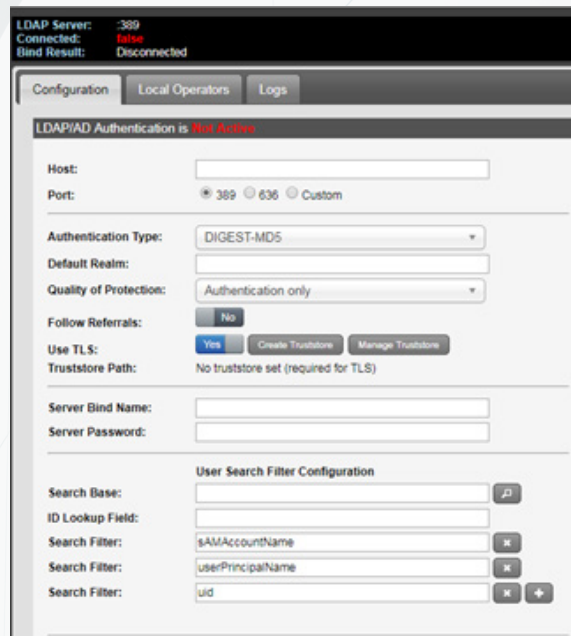 LDAP Server: :389
Connected: false
Bind Result: Disconnected
Configuration Local Operators Logs
LDAP/AD Authentication is Not Active
Host:
Port: 389 636 Custom
Authentication Type: DIGEST-MD5
Default Realm:
Quality of Protection: Authentication only
Follow Referrals: No
Use TLS: Yes Create Truststore Manage Truststore
Truststore Path: No truststore set (required for TLS)
Server Bind Name:
Server Password:
User Search Filter Configuration
Search Base:
ID Lookup Field:
Search Filter: sAMAccountName
Search Filter: userPrincipalName
Search Filter: uid